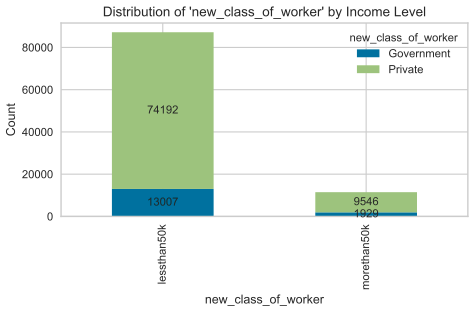 Distribution of 'new_class_of_worker' by Income Level
new_class_of_worker
Government
Private
Count
80000
60000
40000
20000
0
74192
13007
9546
1929
lessthan50k
morethan50k
new_class_of_worker